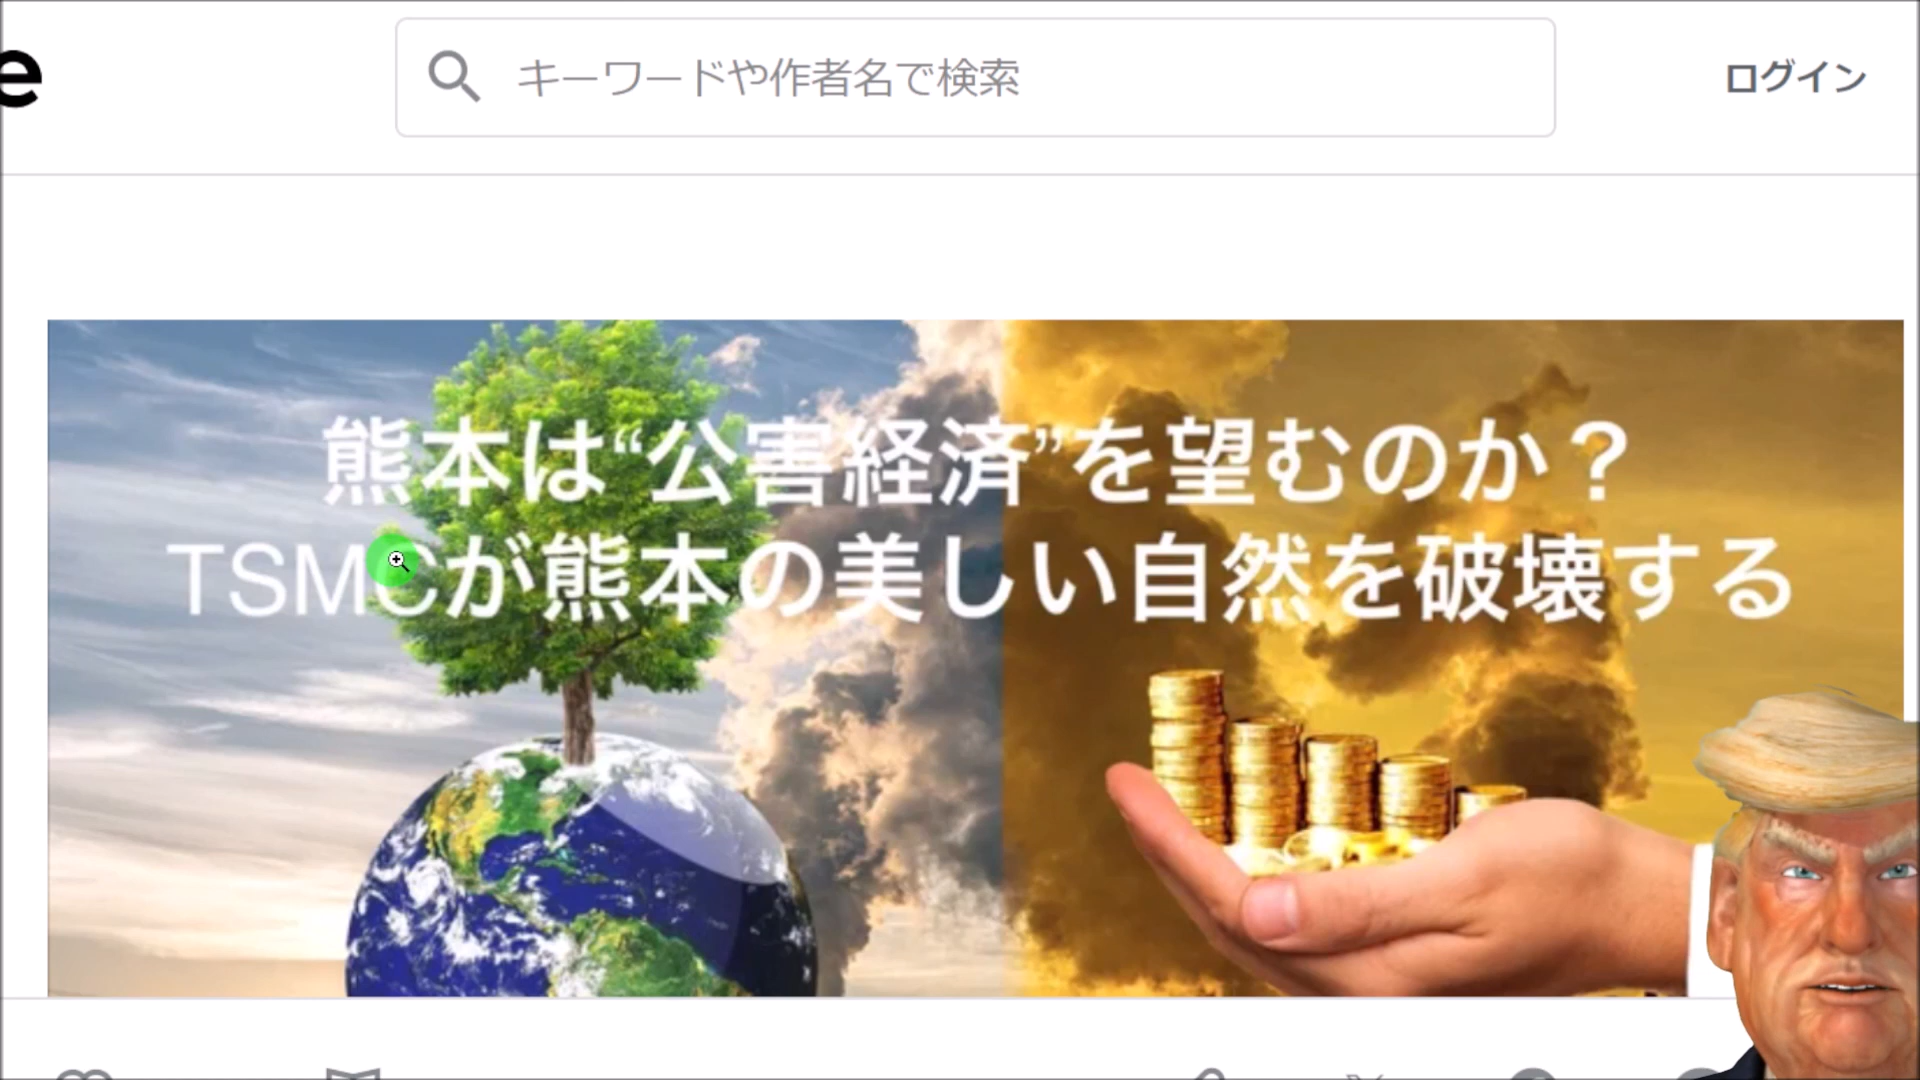 e
キーワードや作者名で検索
ログイン
熊本は“公害経済”を望むのか？
TSMCが熊本の美しい自然を破壊する